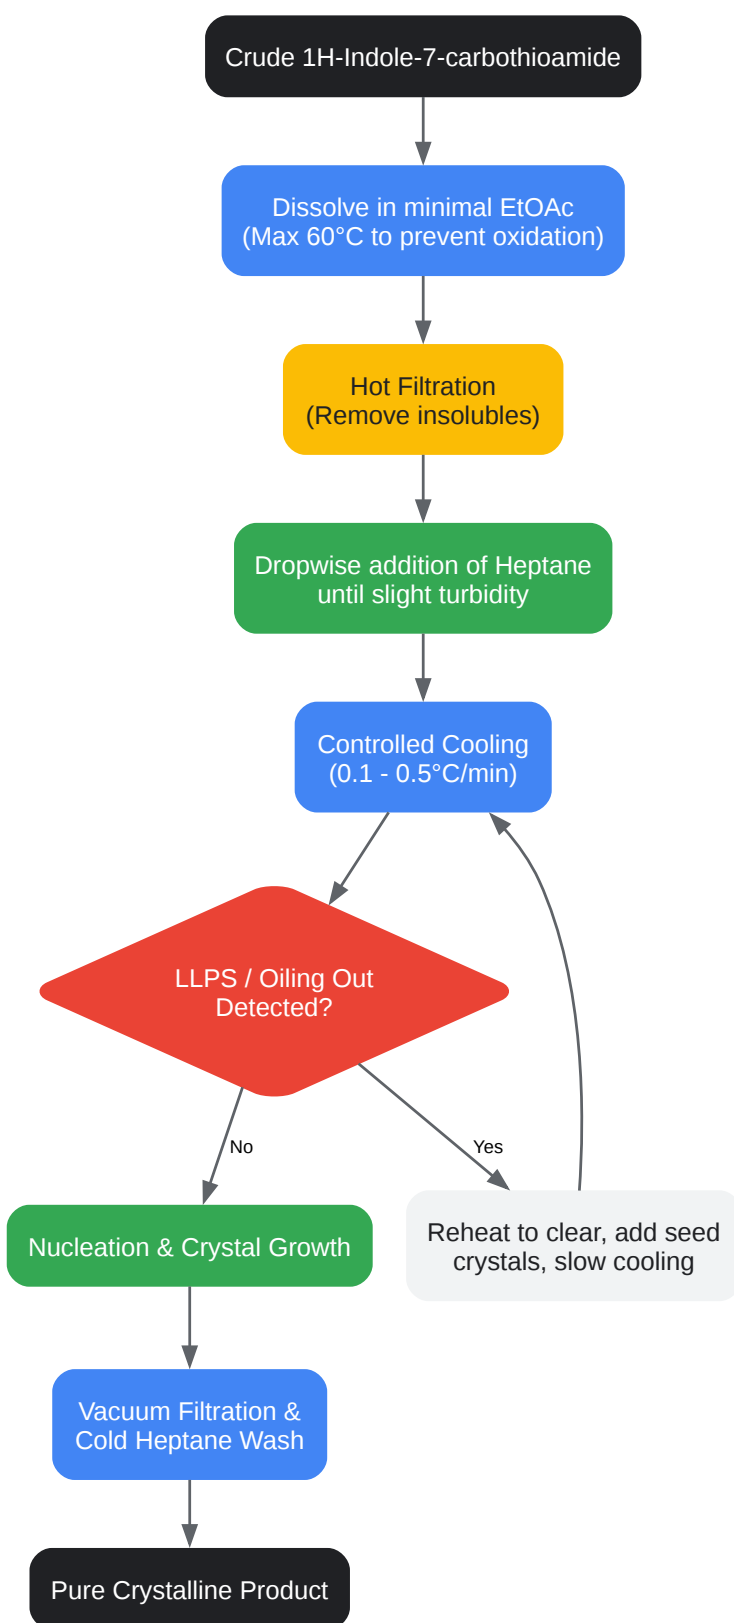 Crude 1H-Indole-7-carbothioamide
Dissolve in minimal EtOAc
(Max 60°C to prevent oxidation)
Hot Filtration
(Remove insolubles)
Dropwise addition of Heptane
until slight turbidity
Controlled Cooling
(0.1 - 0.5°C/min)
LLPS / Oiling Out
Detected?
No
Yes
Nucleation & Crystal Growth
Reheat to clear, add seed
crystals, slow cooling
Vacuum Filtration &
Cold Heptane Wash
Pure Crystalline Product